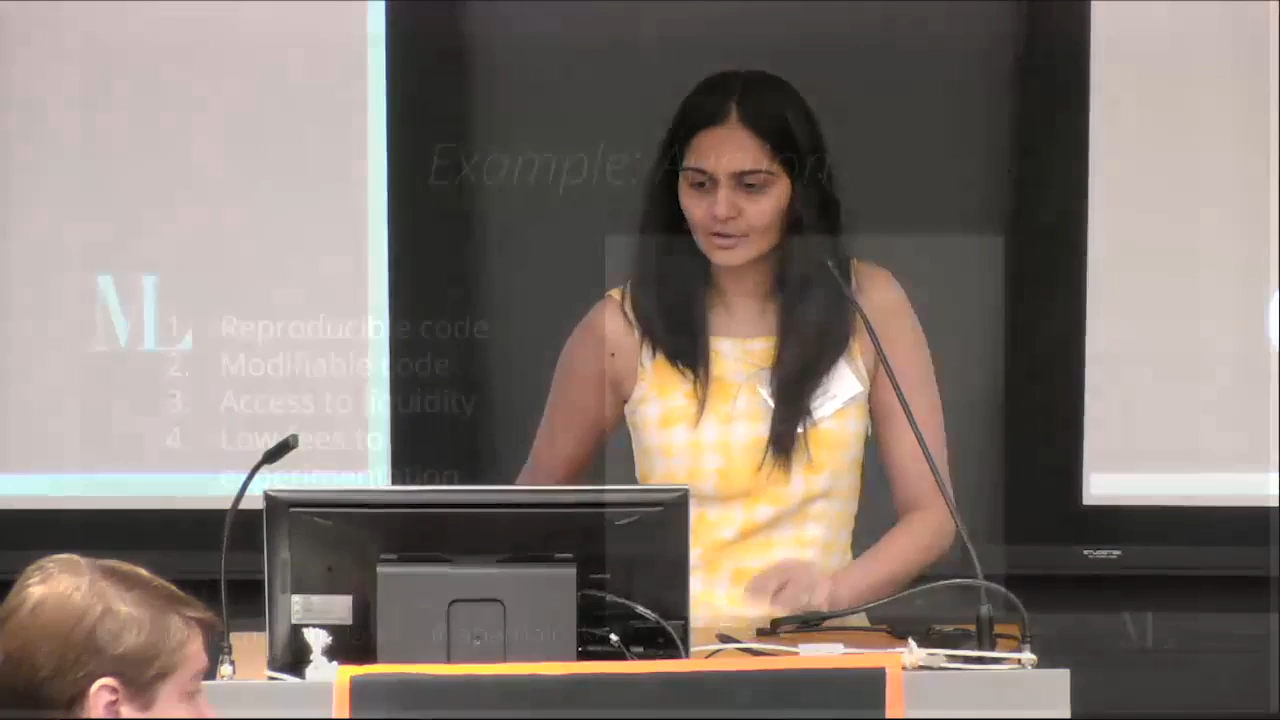 Example:
ML
1. Reproducible code
2. Modifiable code
3. Access to liquidity
4. Low fees to
experimentation